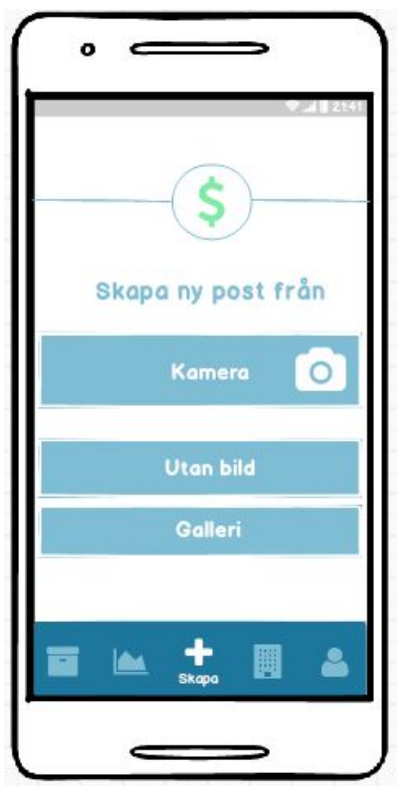 21:41
$
Skapa ny post från
Kamera
Utan bild
Galleri
Skapa